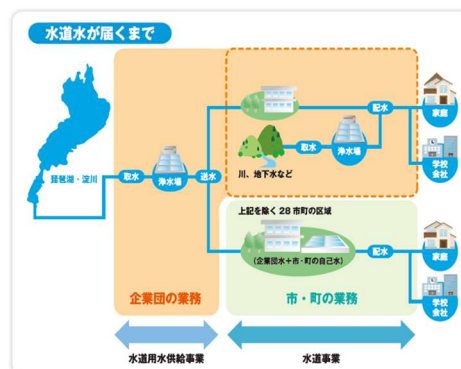 水道水が届くまで
琵琶湖・淀川
取水
浄水場
送水
配水
家庭
川、地下水など
取水
浄水場
学校
会社
上記を除く28市町の区域
(企業団水+市・町の自己水)
配水
家庭
学校
会社
企業団の業務
市・町の業務
水道用水供給事業
水道事業